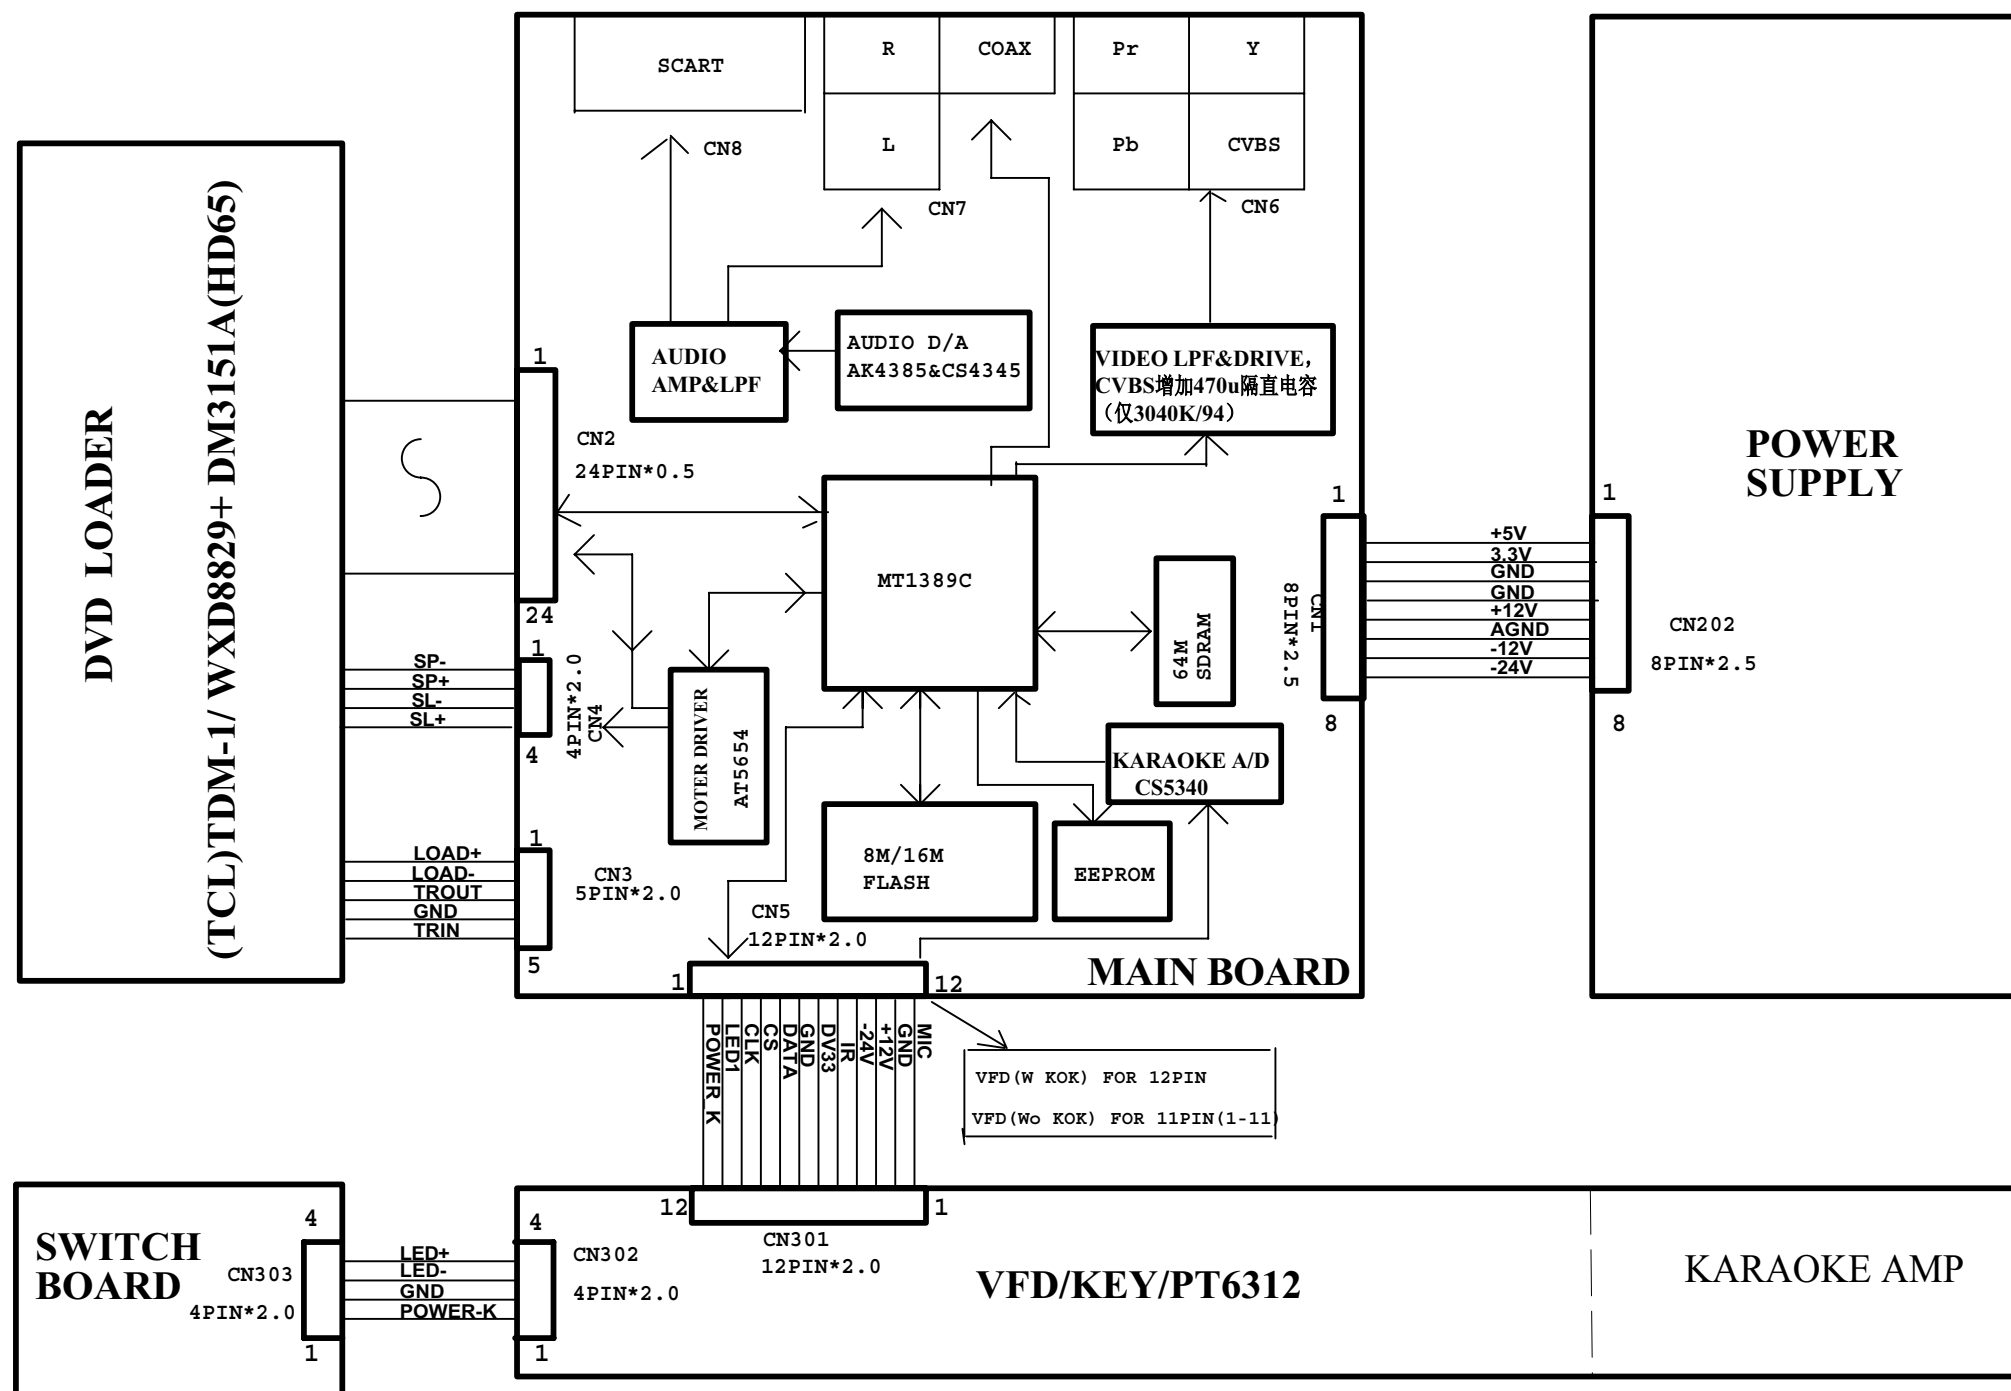 SCART
R
COAX
Pr
Y
L
Pb
CVBS
CN8
CN7
CN6
DVD LOADER
(TCL)TDM-1/ WXD8829+ DM3151A(HD65)
1
CN2
24PIN*0.5
24
AUDIO
AMP&LPF
AUDIO D/A
AK4385&CS4345
VIDEO LPF&DRIVE,
CVBS增加470u隔直电容
（仅3040K/94）
MT1389C
64M
SDRAM
1
CN1
8PIN*2.5
8
+5V
3.3V
GND
GND
+12V
AGND
-12V
-24V
POWER
SUPPLY
1
CN202
8PIN*2.5
8
SP-
SP+
SL-
SL+
1
4PIN*2.0
CN4
4
MOTER DRIVER
AT5654
KARAOKE A/D
CS5340
8M/16M
FLASH
EEPROM
LOAD+
LOAD-
TROUT
GND
TRIN
1
CN3
5PIN*2.0
5
CN5
12PIN*2.0
MAIN BOARD
1
12
POWER_K
LED1
CLK
CS
DATA
GND
DV33
IR
-24V
+12V
GND
MIC
VFD(W KOK) FOR 12PIN
VFD(Wo KOK) FOR 11PIN(1-11)
12
1
CN301
12PIN*2.0
SWITCH
BOARD
4
CN303
4PIN*2.0
1
LED+
LED-
GND
POWER-K
4
CN302
4PIN*2.0
1
VFD/KEY/PT6312
KARAOKE AMP